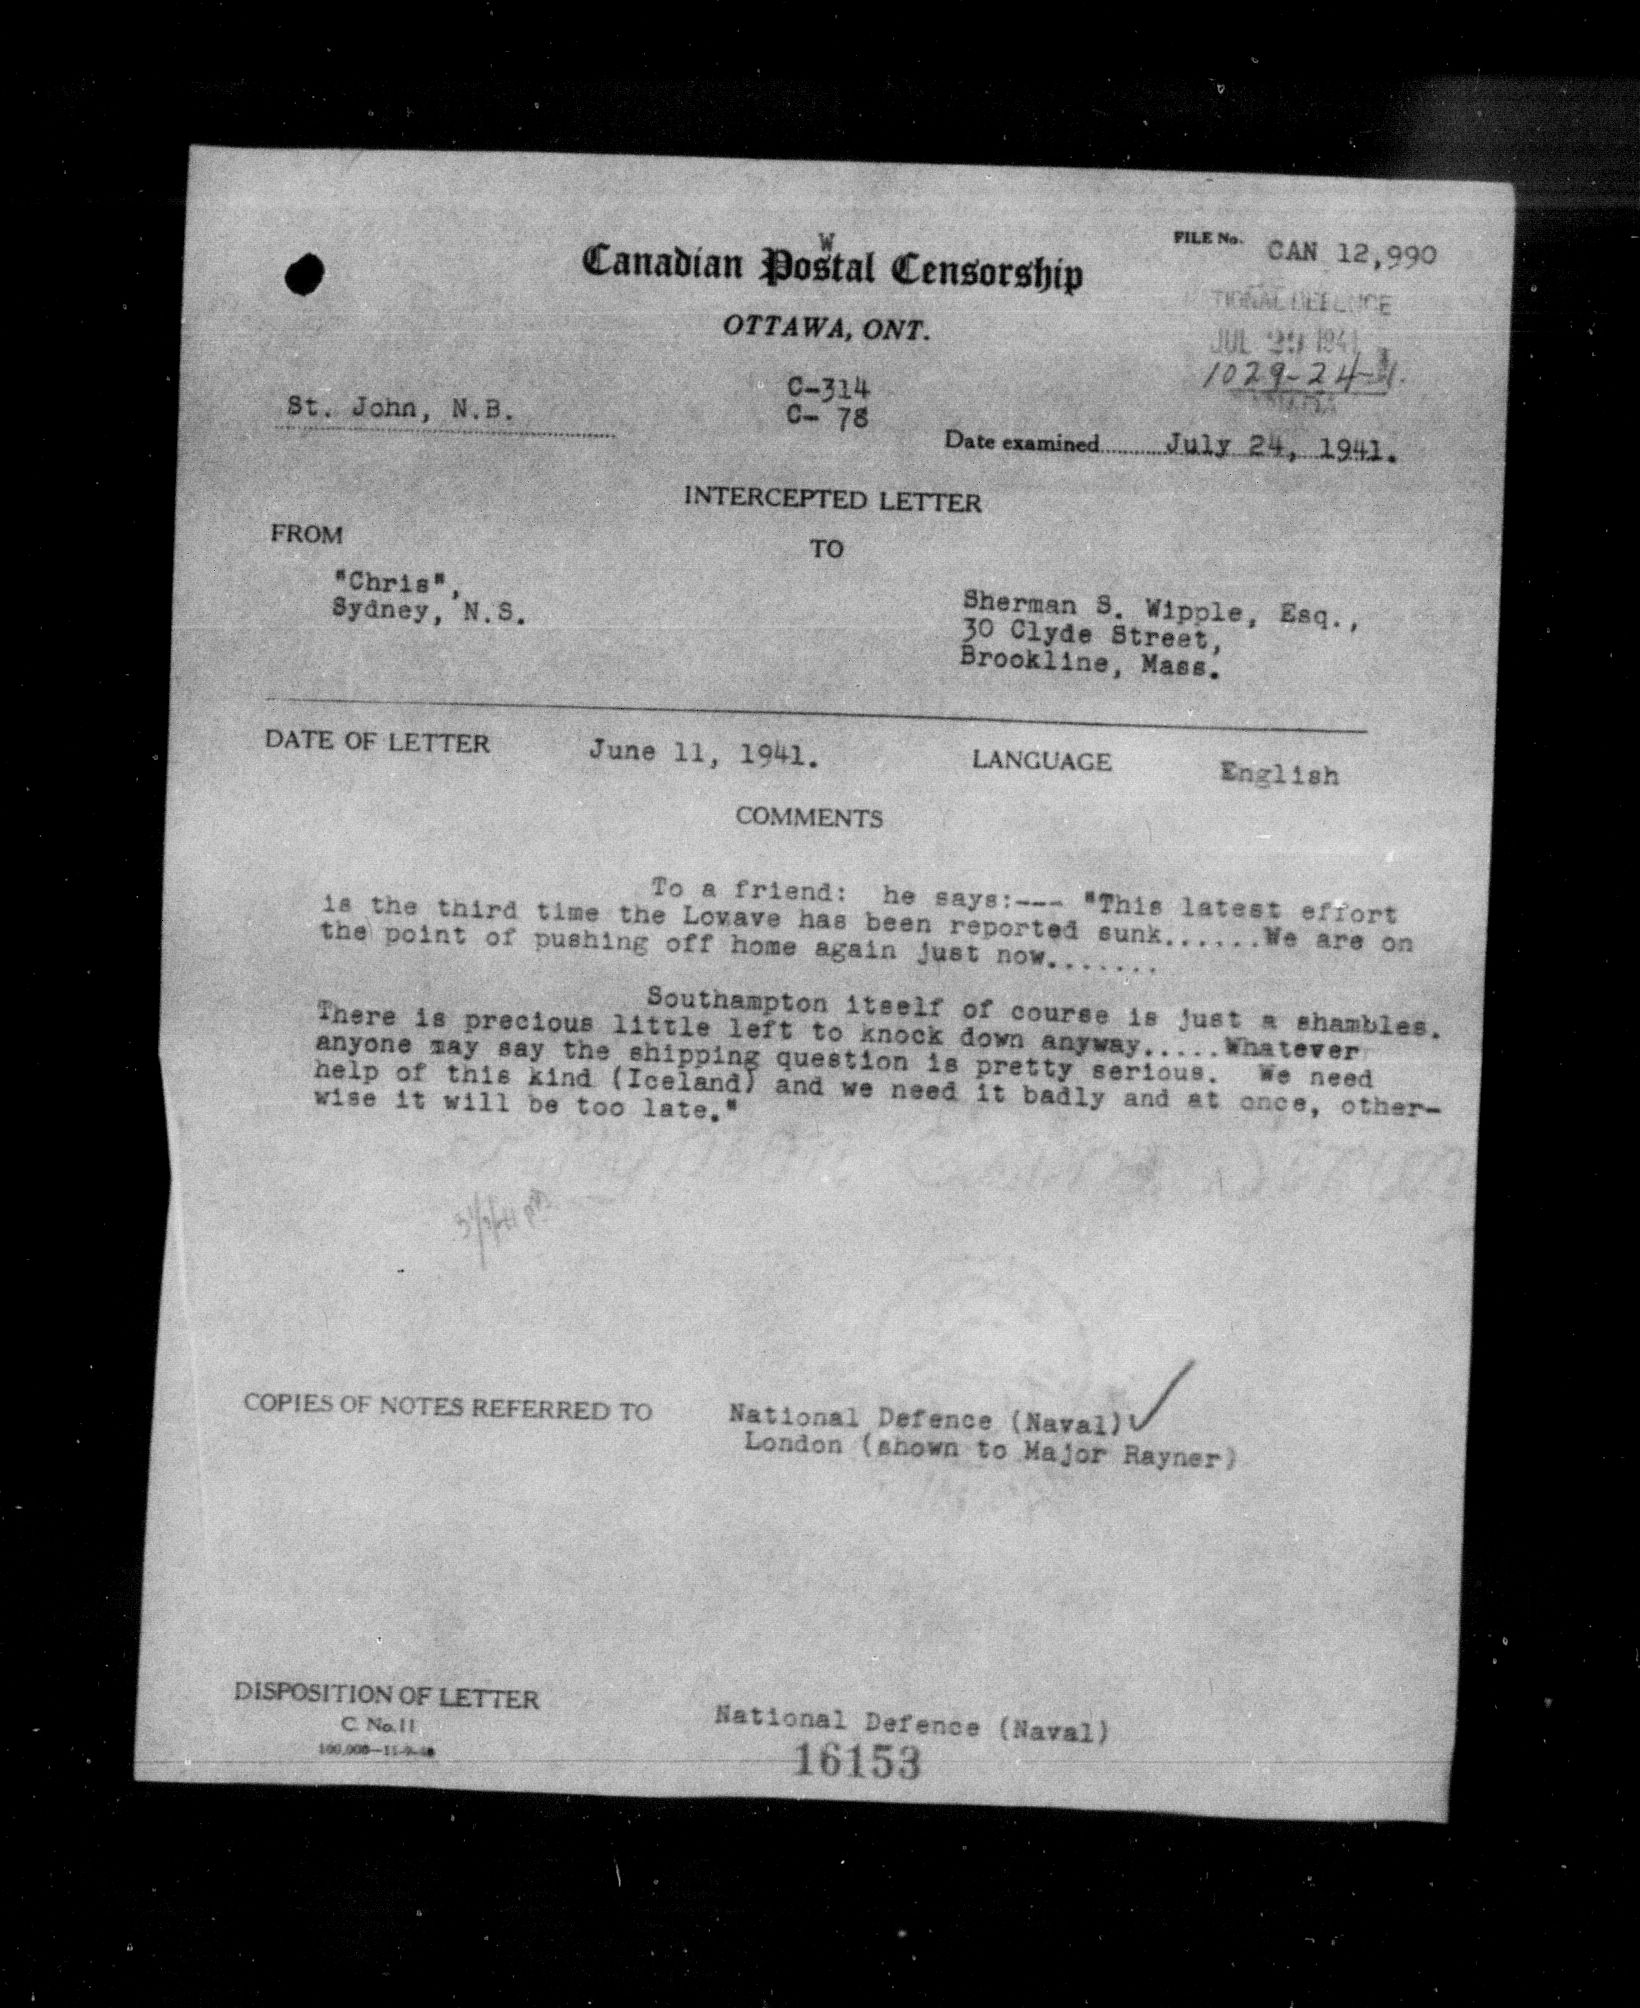 W
Canadian Postal Censorship
OTTAWA, ONT.
FILE No. CAN 12,990
TIONAL DEFENCE
JUL 1941
1029-24-1.
C-314
C- 78
St. John, N.B.
Date examined July 24, 1941.
INTERCEPTED LETTER
FROM
TO
"Chris",
Sydney, N.S.
Sherman S. Wipple, Esq.,
30 Clyde Street,
Brookline, Mass.
DATE OF LETTER June 11, 1941. LANGUAGE English
COMMENTS
To a friend: he says:--- "This latest effort
is the third time the Lovave has been reported sunk......We are on
the point of pushing off home again just now.......
Southampton itself of course is just a shambles.
There is precious little left to knock down anyway.....Whatever
anyone may say the shipping question is pretty serious. We need
help of this kind (Iceland) and we need it badly and at once, other-
wise it will be too late."
COPIES OF NOTES REFERRED TO National Defence (Naval)
London (shown to Major Rayner)
DISPOSITION OF LETTER National Defence (Naval)
C. No. 11
16153